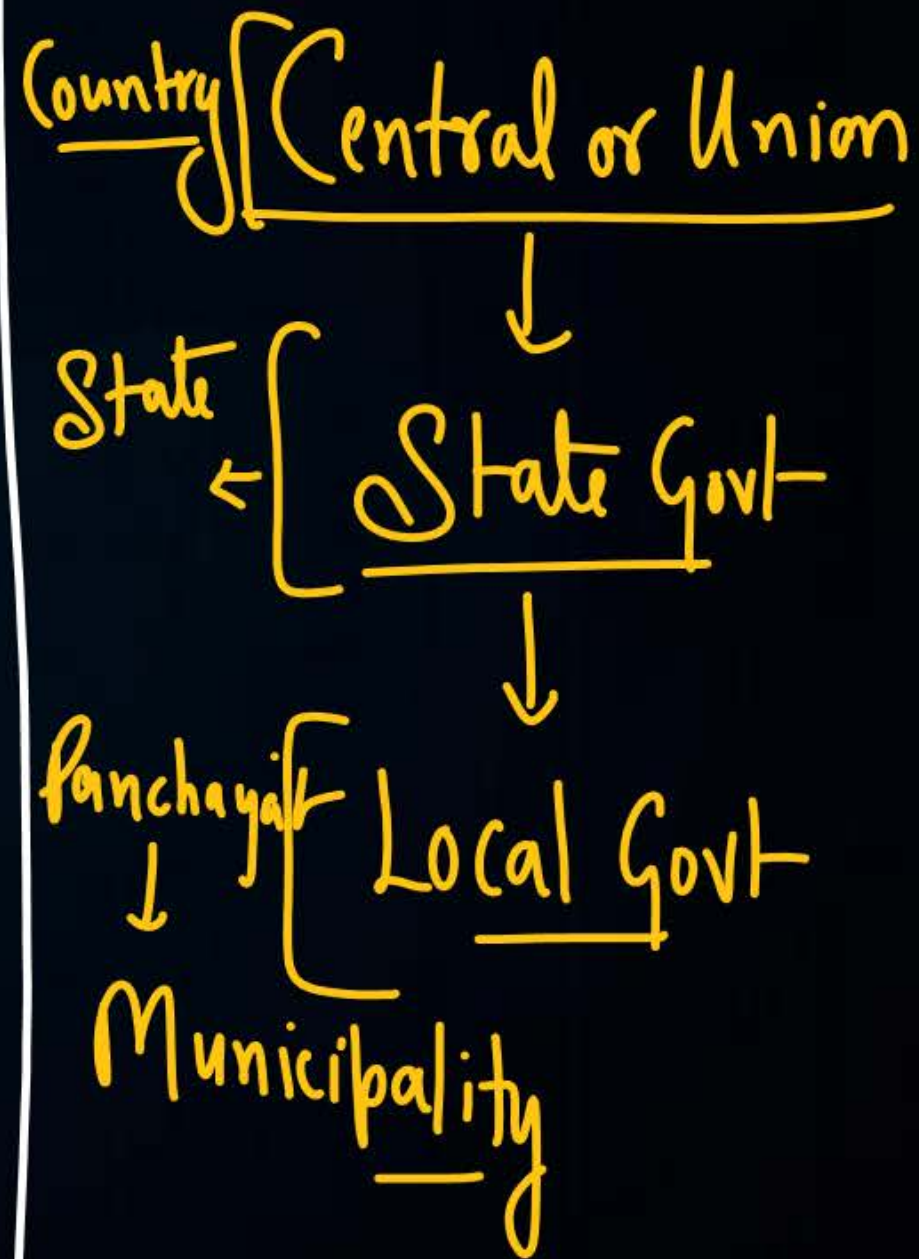 Country Central or Union
State
State Govt
Panchayat
Local Govt
Municipality